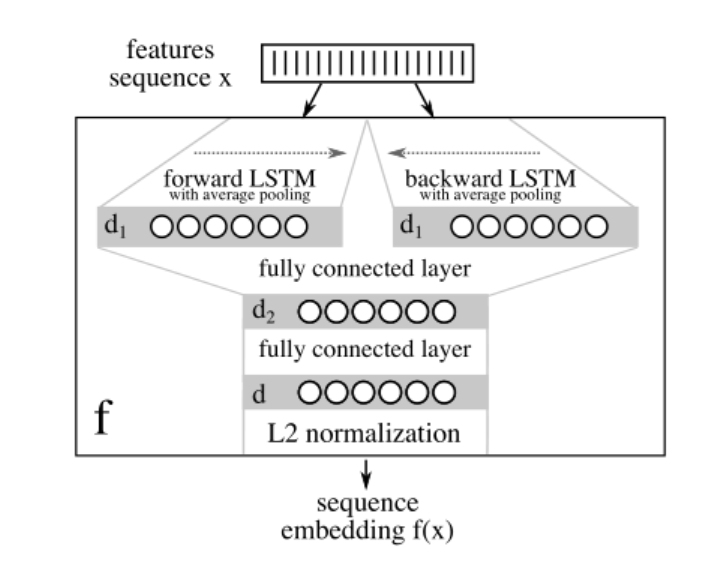 features
sequence x
forward LSTM
with average pooling
backward LSTM
with average pooling
d₁
d₁
fully connected layer
d₂
fully connected layer
d
f
L2 normalization
sequence
embedding f(x)